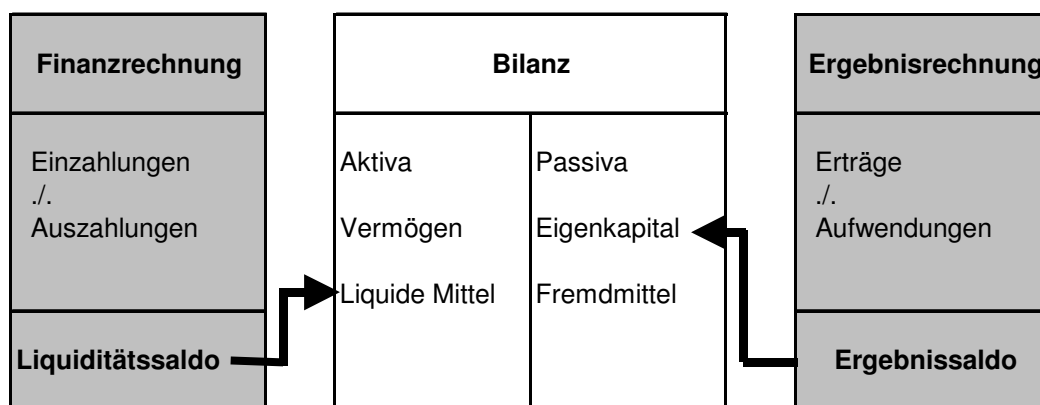 Finanzrechnung
Einzahlungen
./.
Auszahlungen
Liquiditätssaldo
Bilanz
Aktiva
Vermögen
Liquide Mittel
Passiva
Eigenkapital
Fremdmittel
Ergebnisrechnung
Erträge
./.
Aufwendungen
Ergebnissaldo